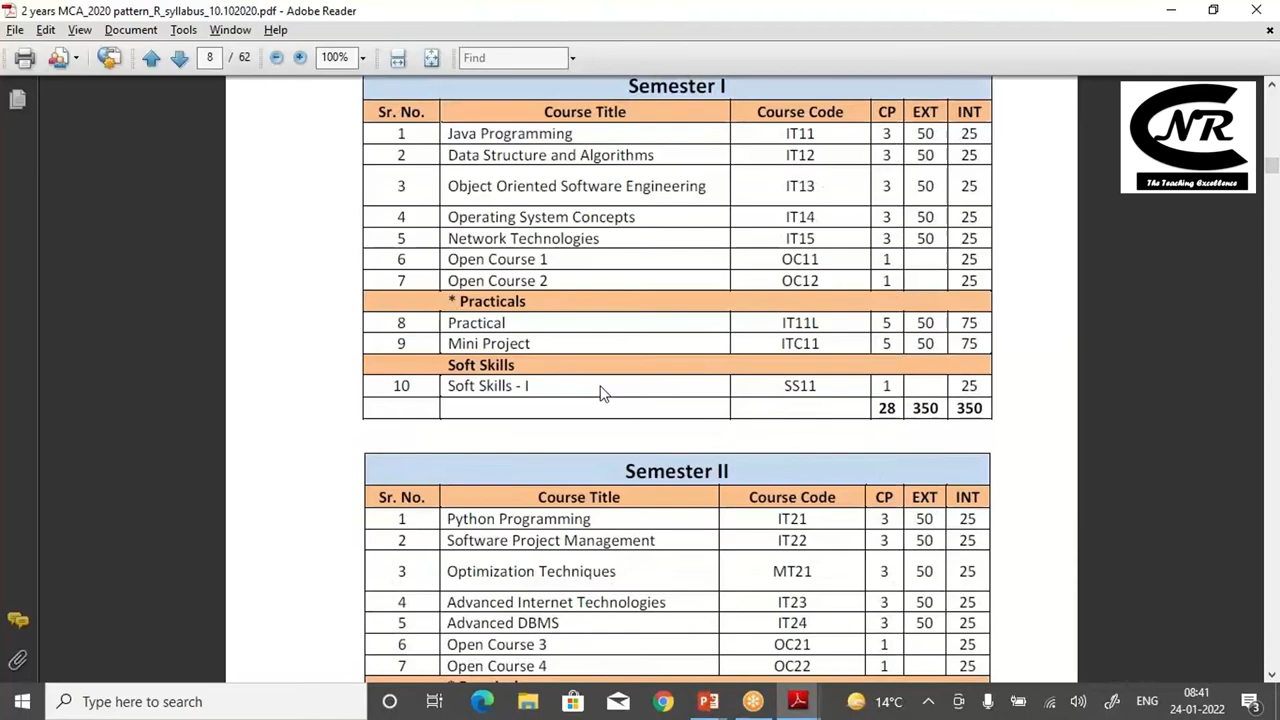 2 years MCA_2020 pattern_R_syllabus_10.102020.pdf - Adobe Reader
File Edit View Document Tools Window Help
8 / 62 100% Find
Semester I
Sr. No. Course Title Course Code CP EXT INT
1 Java Programming IT11 3 50 25
2 Data Structure and Algorithms IT12 3 50 25
3 Object Oriented Software Engineering IT13 3 50 25
4 Operating System Concepts IT14 3 50 25
5 Network Technologies IT15 3 50 25
6 Open Course 1 OC11 1 25
7 Open Course 2 OC12 1 25
* Practicals
8 Practical IT11L 5 50 75
9 Mini Project ITC11 5 50 75
Soft Skills
10 Soft Skills - I SS11 1 25
28 350 350
Semester II
Sr. No. Course Title Course Code CP EXT INT
1 Python Programming IT21 3 50 25
2 Software Project Management IT22 3 50 25
3 Optimization Techniques MT21 3 50 25
4 Advanced Internet Technologies IT23 3 50 25
5 Advanced DBMS IT24 3 50 25
6 Open Course 3 OC21 1 25
7 Open Course 4 OC22 1 25
CNR
The Teaching Excellence
Type here to search
14°C
ENG
08:41
24-01-2022
3